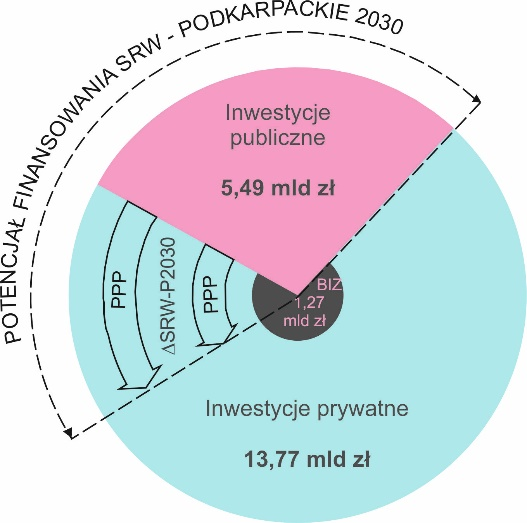 POTENCJAŁ FINANSOWANIA SRW - PODKARPACKIE 2030
Inwestycje
publiczne
5,49 mld zł
PPP
ΔSRW-P2030
PPP
BIZ
1,27
mld zł
Inwestycje prywatne
13,77 mld zł